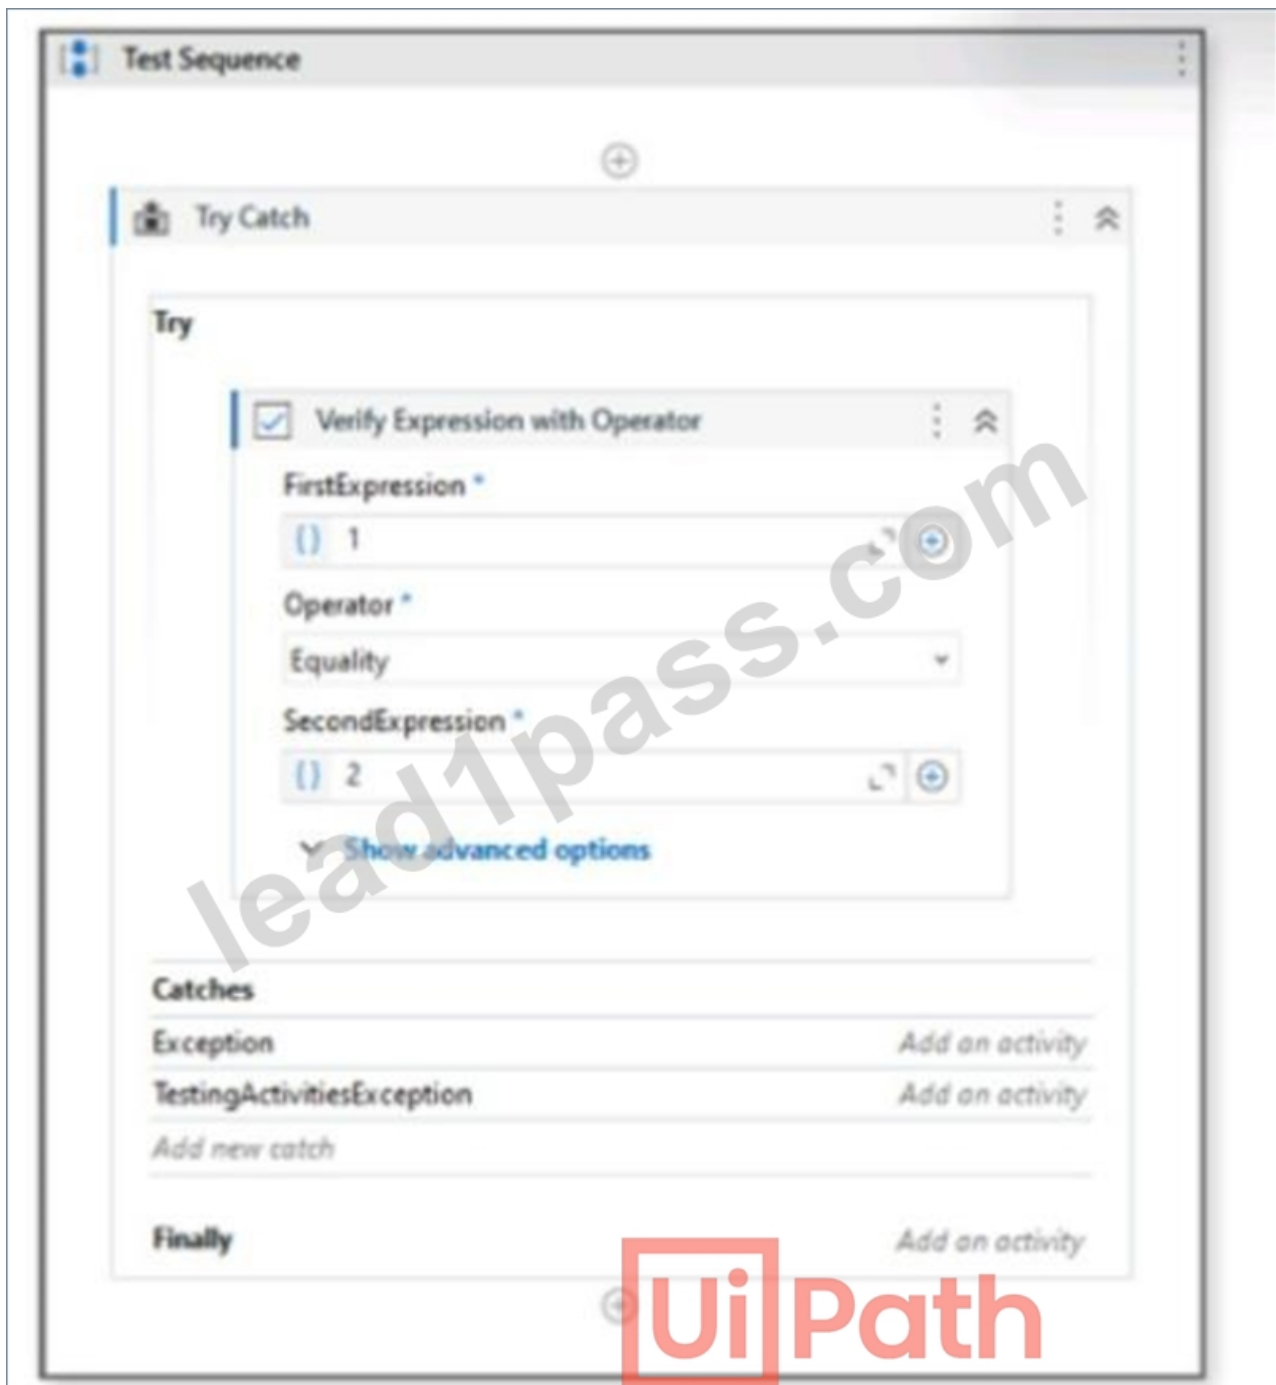 Test Sequence
Try Catch
Try
Verify Expression with Operator
FirstExpression *
{} 1
Operator *
Equality
SecondExpression *
{} 2
Show advanced options
lead1pass.com
Catches
Exception Add an activity
TestingActivitiesException Add an activity
Add new catch
Finally Add an activity
UiPath